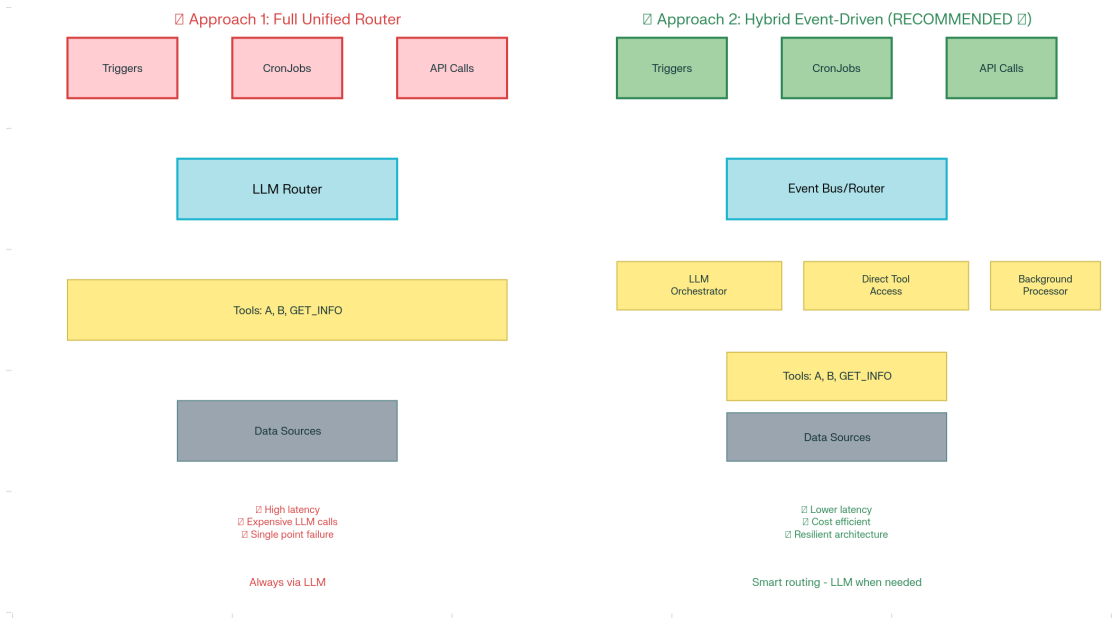 ▯ Approach 1: Full Unified Router
Triggers
CronJobs
API Calls
LLM Router
Tools: A, B, GET_INFO
Data Sources
▯ High latency
▯ Expensive LLM calls
▯ Single point failure
Always via LLM
▯ Approach 2: Hybrid Event-Driven (RECOMMENDED ▯)
Triggers
CronJobs
API Calls
Event Bus/Router
LLM
Orchestrator
Direct Tool
Access
Background
Processor
Tools: A, B, GET_INFO
Data Sources
▯ Lower latency
▯ Cost efficient
▯ Resilient architecture
Smart routing - LLM when needed